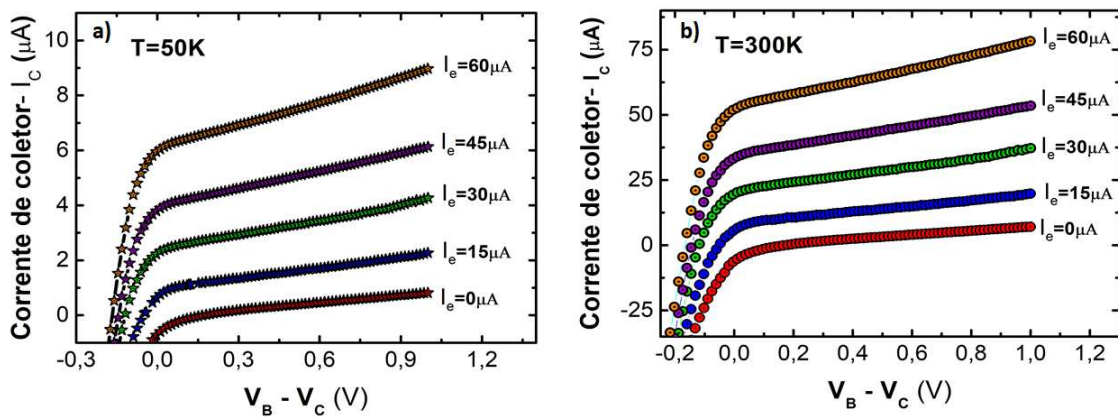 a)
T=50K
Corrente de coletor- I_C (μA)
10
8
6
4
2
0
I_e=60μA
I_e=45μA
I_e=30μA
I_e=15μA
I_e=0μA
-0,3 0,0 0,3 0,6 0,9 1,2
V_B - V_C (V)
b)
T=300K
Corrente de coletor- I_C (μA)
75
50
25
0
-25
I_e=60μA
I_e=45μA
I_e=30μA
I_e=15μA
I_e=0μA
-0,2 0,0 0,2 0,4 0,6 0,8 1,0 1,2
V_B - V_C (V)